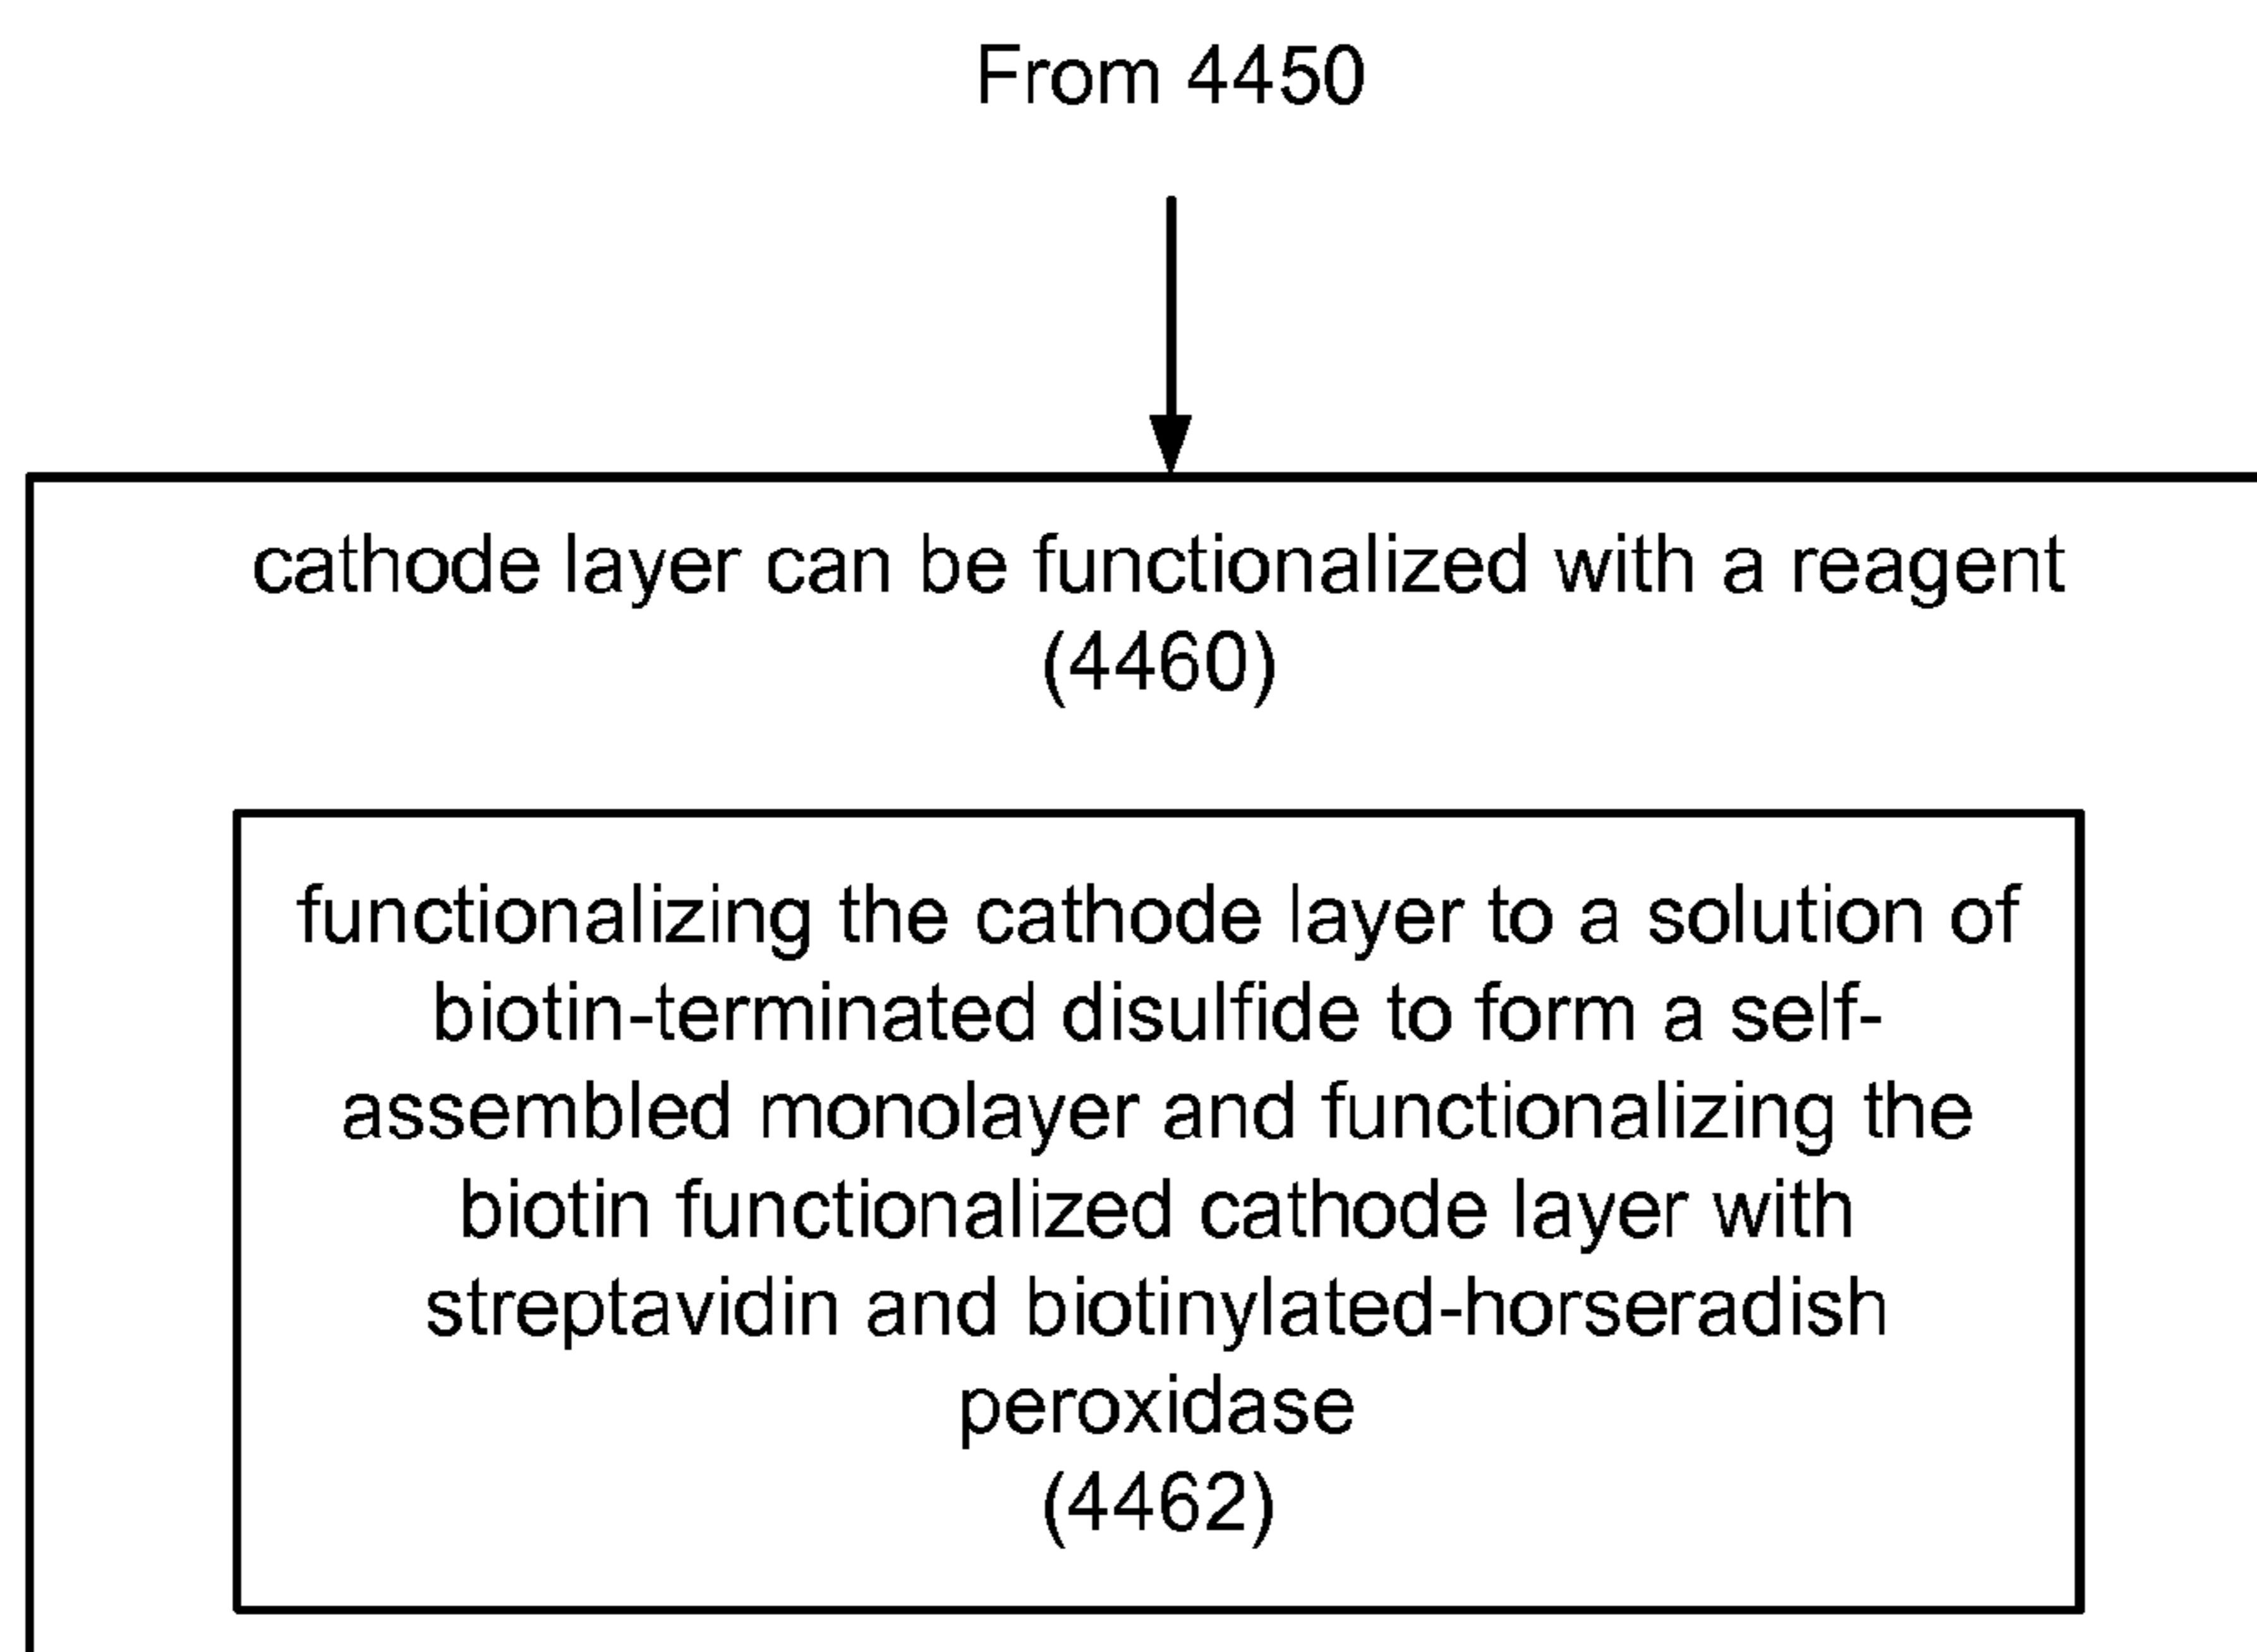 From 4450
cathode layer can be functionalized with a reagent
(4460)
functionalizing the cathode layer to a solution of
biotin-terminated disulfide to form a self-
assembled monolayer and functionalizing the
biotin functionalized cathode layer with
streptavidin and biotinylated-horseradish
peroxidase
(4462)